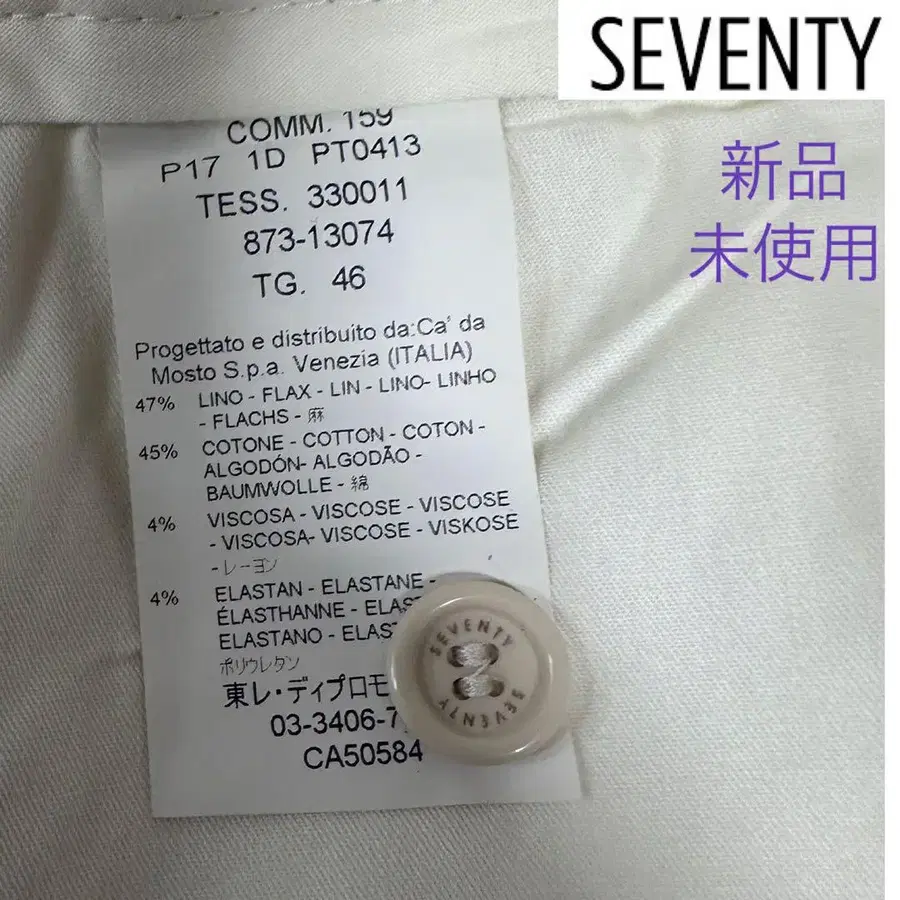 SEVENTY
新品
未使用
COMM. 159
P17 1D PT0413
TESS. 330011
873-13074
TG. 46
Progettato e distribuito da:Ca' da
Mosto S.p.a. Venezia (ITALIA)
47% LINO - FLAX - LIN - LINO- LINHO
- FLACHS - 麻
45% COTONE - COTTON - COTON -
ALGODÓN- ALGODÃO -
BAUMWOLLE - 綿
4% VISCOSA - VISCOSE - VISCOSE
- VISCOSA- VISCOSE - VISKOSE
- レーヨン
4% ELASTAN - ELASTANE -
ÉLASTHANNE -
ELASTANO -
ポリウレタン
東レ・ディプロモ
03-3406-7
CA50584
SEVENTY
SEVENTY